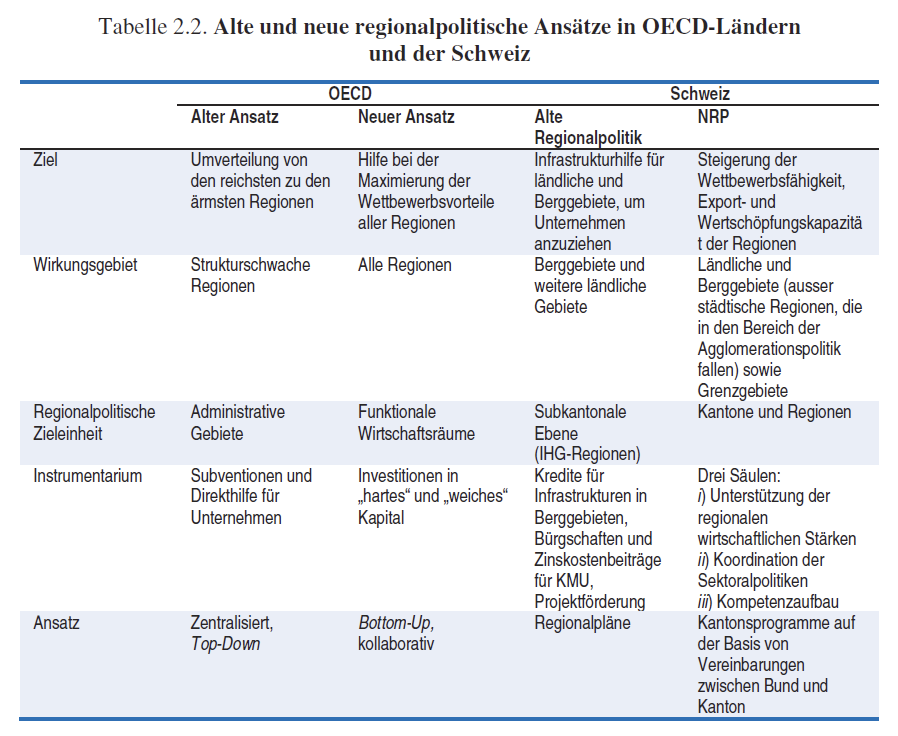 Tabelle 2.2. Alte und neue regionalpolitische Ansätze in OECD-Ländern
und der Schweiz
OECD
Schweiz
Alter Ansatz
Neuer Ansatz
Alte
Regionalpolitik
NRP
Ziel
Umverteilung von
den reichsten zu den
ärmsten Regionen
Hilfe bei der
Maximierung der
Wettbewerbsvorteile
aller Regionen
Infrastrukturhilfe für
ländliche und
Berggebiete, um
Unternehmen
anzuziehen
Steigerung der
Wettbewerbsfähigkeit,
Export- und
Wertschöpfungskapazitä
t der Regionen
Wirkungsgebiet
Strukturschwache
Regionen
Alle Regionen
Berggebiete und
weitere ländliche
Gebiete
Ländliche und
Berggebiete (ausser
städtische Regionen, die
in den Bereich der
Agglomerationspolitik
fallen) sowie
Grenzgebiete
Regionalpolitische
Zieleinheit
Administrative
Gebiete
Funktionale
Wirtschaftsräume
Subkantonale
Ebene
(IHG-Regionen)
Kantone und Regionen
Instrumentarium
Subventionen und
Direkthilfe für
Unternehmen
Investitionen in
„hartes“ und „weiches“
Kapital
Kredite für
Infrastrukturen in
Berggebieten,
Bürgschaften und
Zinskostenbeiträge
für KMU,
Projektförderung
Drei Säulen:
i) Unterstützung der
regionalen
wirtschaftlichen Stärken
ii) Koordination der
Sektoralpolitiken
iii) Kompetenzaufbau
Ansatz
Zentralisiert,
Top-Down
Bottom-Up,
kollaborativ
Regionalpläne
Kantonsprogramme auf
der Basis von
Vereinbarungen
zwischen Bund und
Kanton